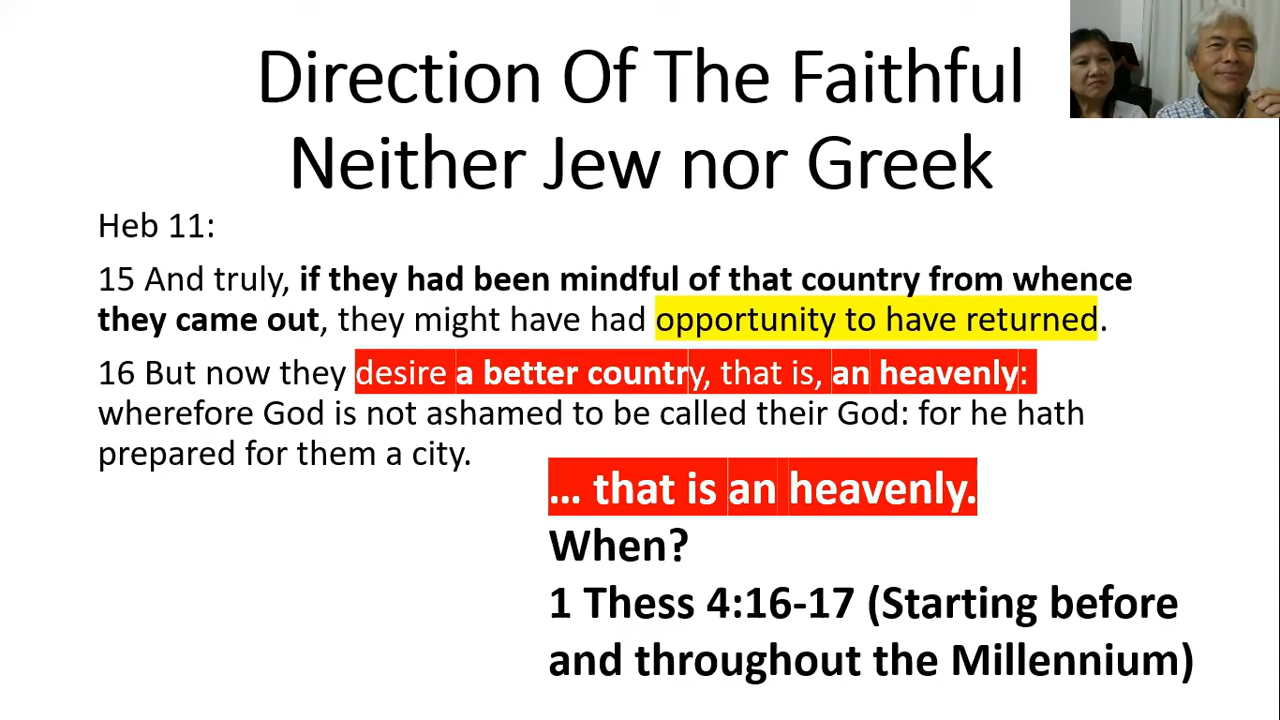 Direction Of The Faithful
Neither Jew nor Greek
Heb 11:
15 And truly, if they had been mindful of that country from whence
they came out, they might have had opportunity to have returned.
16 But now they desire a better country, that is, an heavenly:
wherefore God is not ashamed to be called their God: for he hath
prepared for them a city.
... that is an heavenly.
When?
1 Thess 4:16-17 (Starting before
and throughout the Millennium)